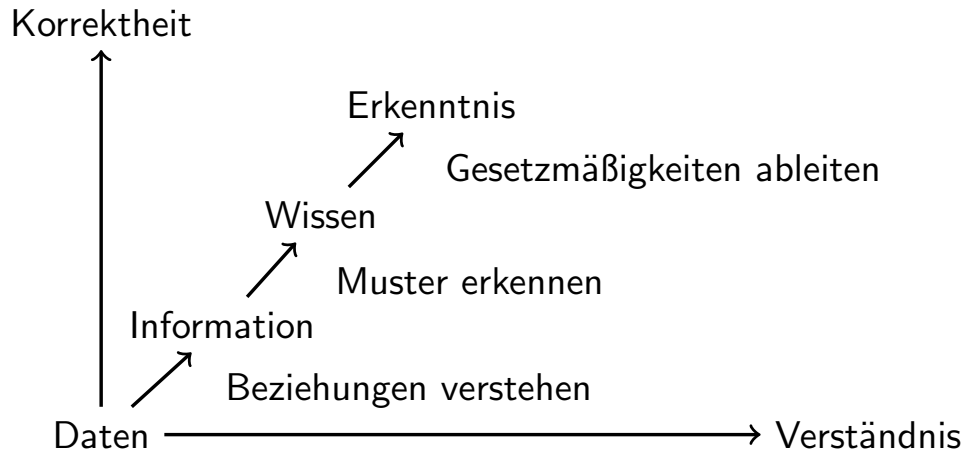 Korrektheit
Erkenntnis
Gesetzmäßigkeiten ableiten
Wissen
Muster erkennen
Information
Beziehungen verstehen
Daten
Verständnis